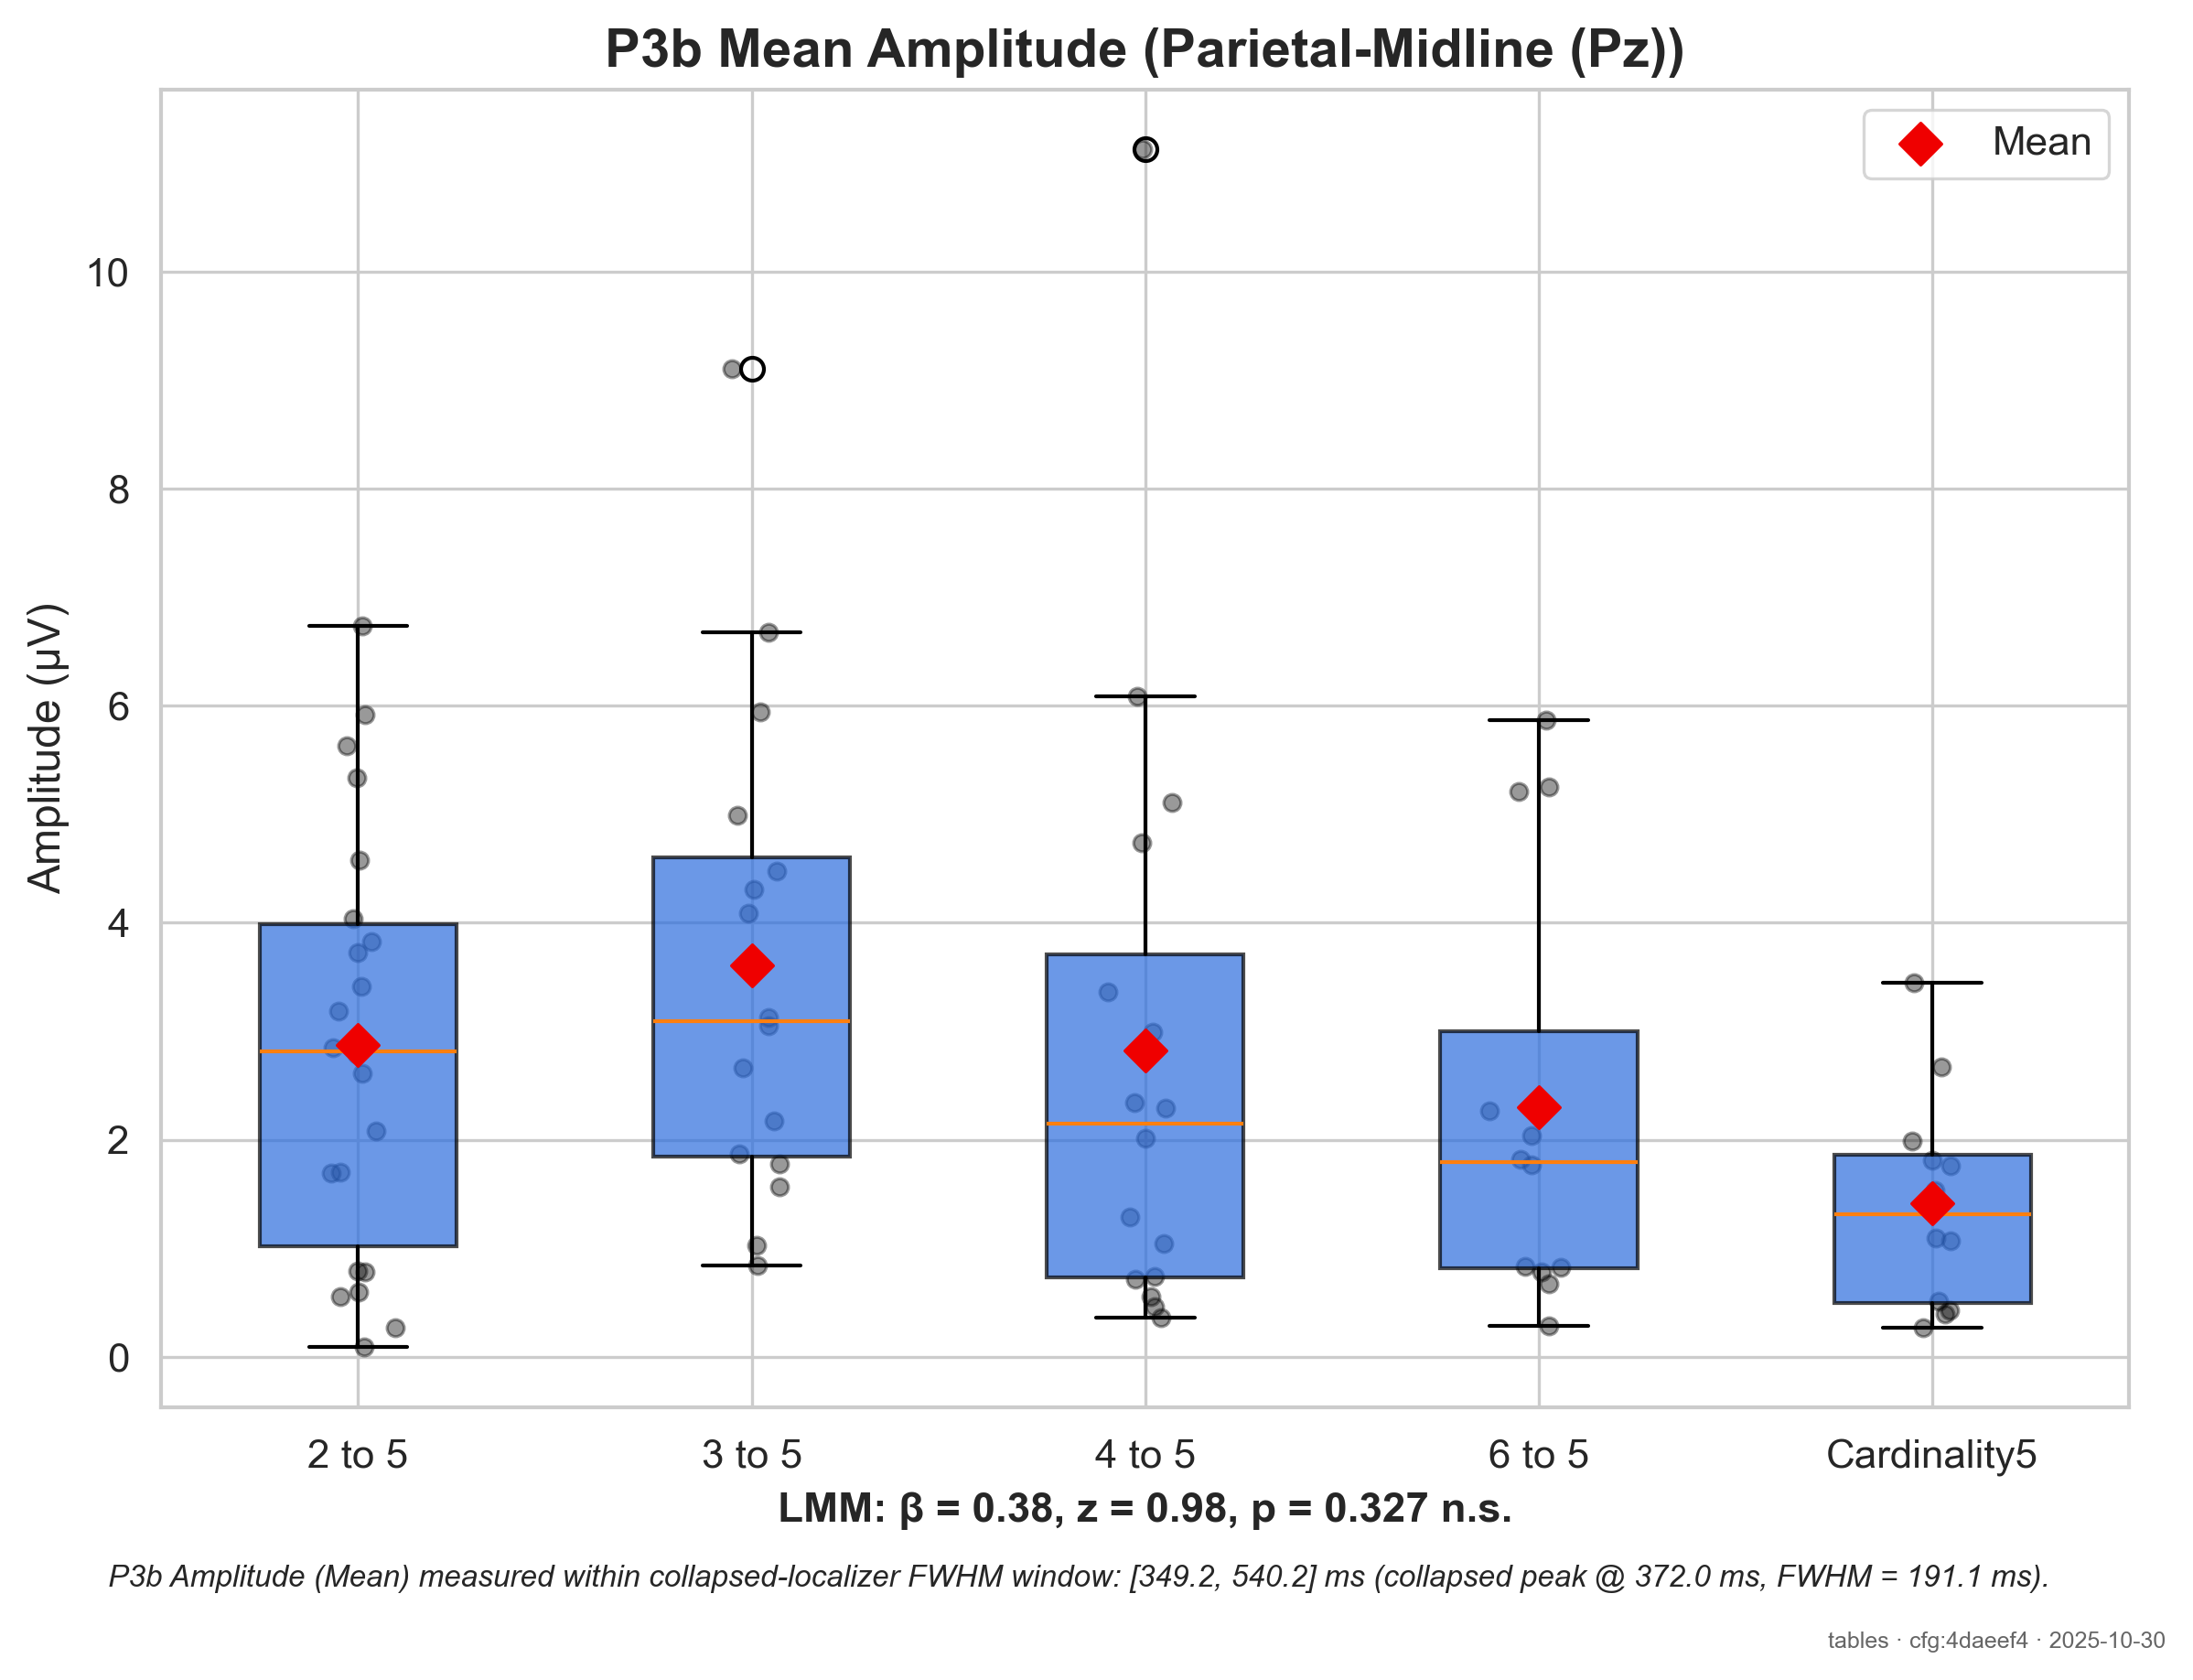 P3b Mean Amplitude (Parietal-Midline (Pz))
Mean
Amplitude (µV)
10
8
6
4
2
0
2 to 5
3 to 5
4 to 5
6 to 5
Cardinality5
LMM: β = 0.38, z = 0.98, p = 0.327 n.s.
P3b Amplitude (Mean) measured within collapsed-localizer FWHM window: [349.2, 540.2] ms (collapsed peak @ 372.0 ms, FWHM = 191.1 ms).
tables · cfg:4daeef4 · 2025-10-30